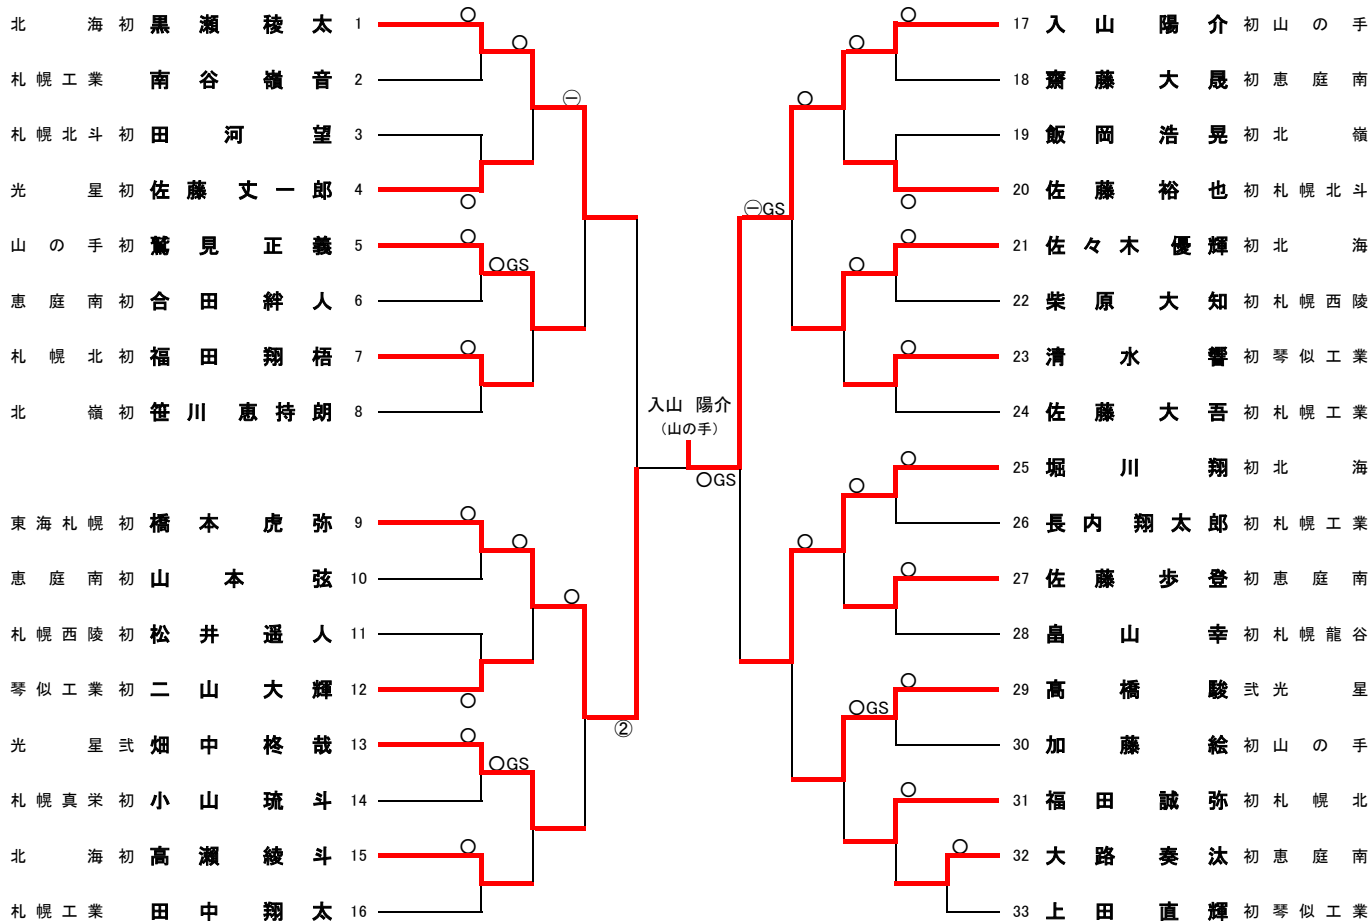 北海初 黒瀬稜太 1
札幌工業 南谷嶺音 2
札幌北斗初 田河望 3
光星初 佐藤丈一郎 4
山の手初 鷲見正義 5
恵庭南初 合田絆人 6
札幌北初 福田翔梧 7
北嶺初 笹川恵持朗 8
東海札幌初 橋本虎弥 9
恵庭南初 山本弦 10
札幌西陵初 松井遥人 11
琴似工業初 二山大輝 12
光星弐 畑中柊哉 13
札幌真栄初 小山琉斗 14
北海初 高瀬綾斗 15
札幌工業 田中翔太 16
○
○
㊀
○
○
○GS
○
○
○
○
○
②
○
○GS
○
入山 陽介
(山の手)
○GS
○
○
○
○
㊀GS
○
○
○
○
○
○
○
○
○GS
○
○
17 入山陽介 初山の手
18 齋藤大晟 初恵庭南
19 飯岡浩晃 初北嶺
20 佐藤裕也 初札幌北斗
21 佐々木優輝 初北海
22 柴原大知 初札幌西陵
23 清水響 初琴似工業
24 佐藤大吾 初札幌工業
25 堀川翔 初北海
26 長内翔太郎 初札幌工業
27 佐藤歩登 初恵庭南
28 畠山幸 初札幌龍谷
29 髙橋駿 弐光星
30 加藤絵 初山の手
31 福田誠弥 初札幌北
32 大路奏汰 初恵庭南
33 上田直輝 初琴似工業